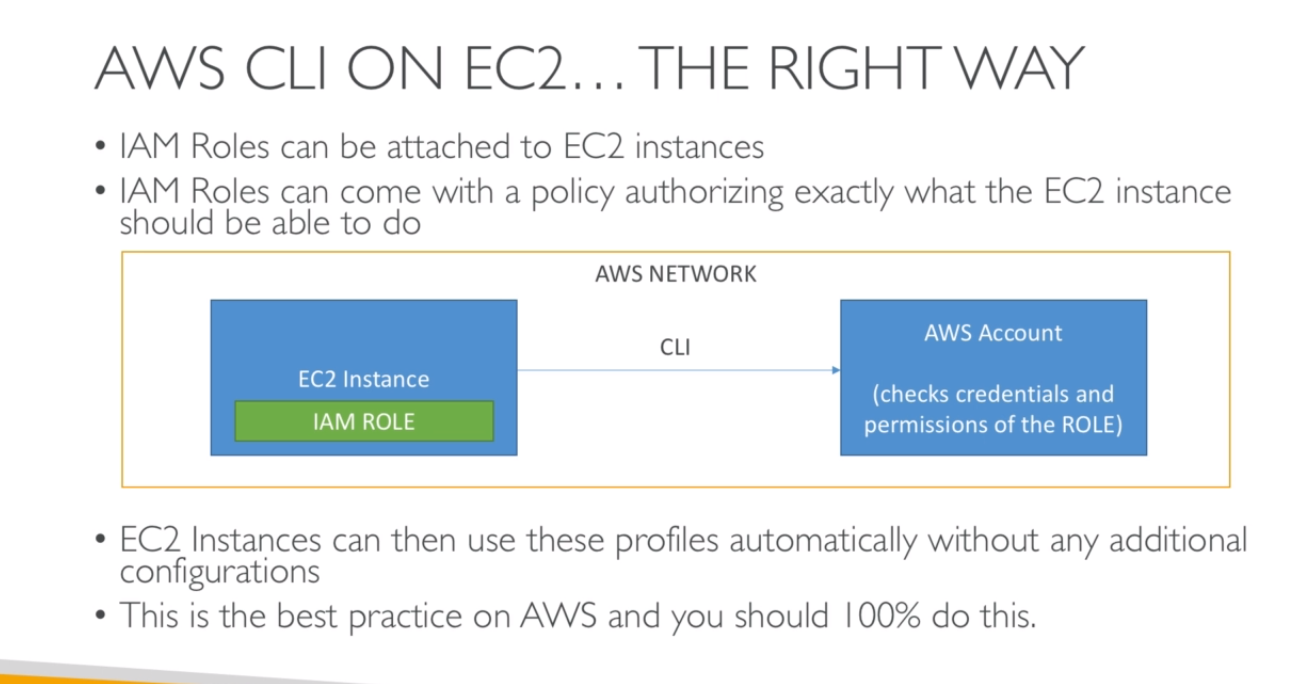 AWS CLI ON EC2... THE RIGHT WAY
• IAM Roles can be attached to EC2 instances
• IAM Roles can come with a policy authorizing exactly what the EC2 instance
should be able to do
AWS NETWORK
EC2 Instance
IAM ROLE
CLI
AWS Account
(checks credentials and
permissions of the ROLE)
• EC2 Instances can then use these profiles automatically without any additional
configurations
• This is the best practice on AWS and you should 100% do this.